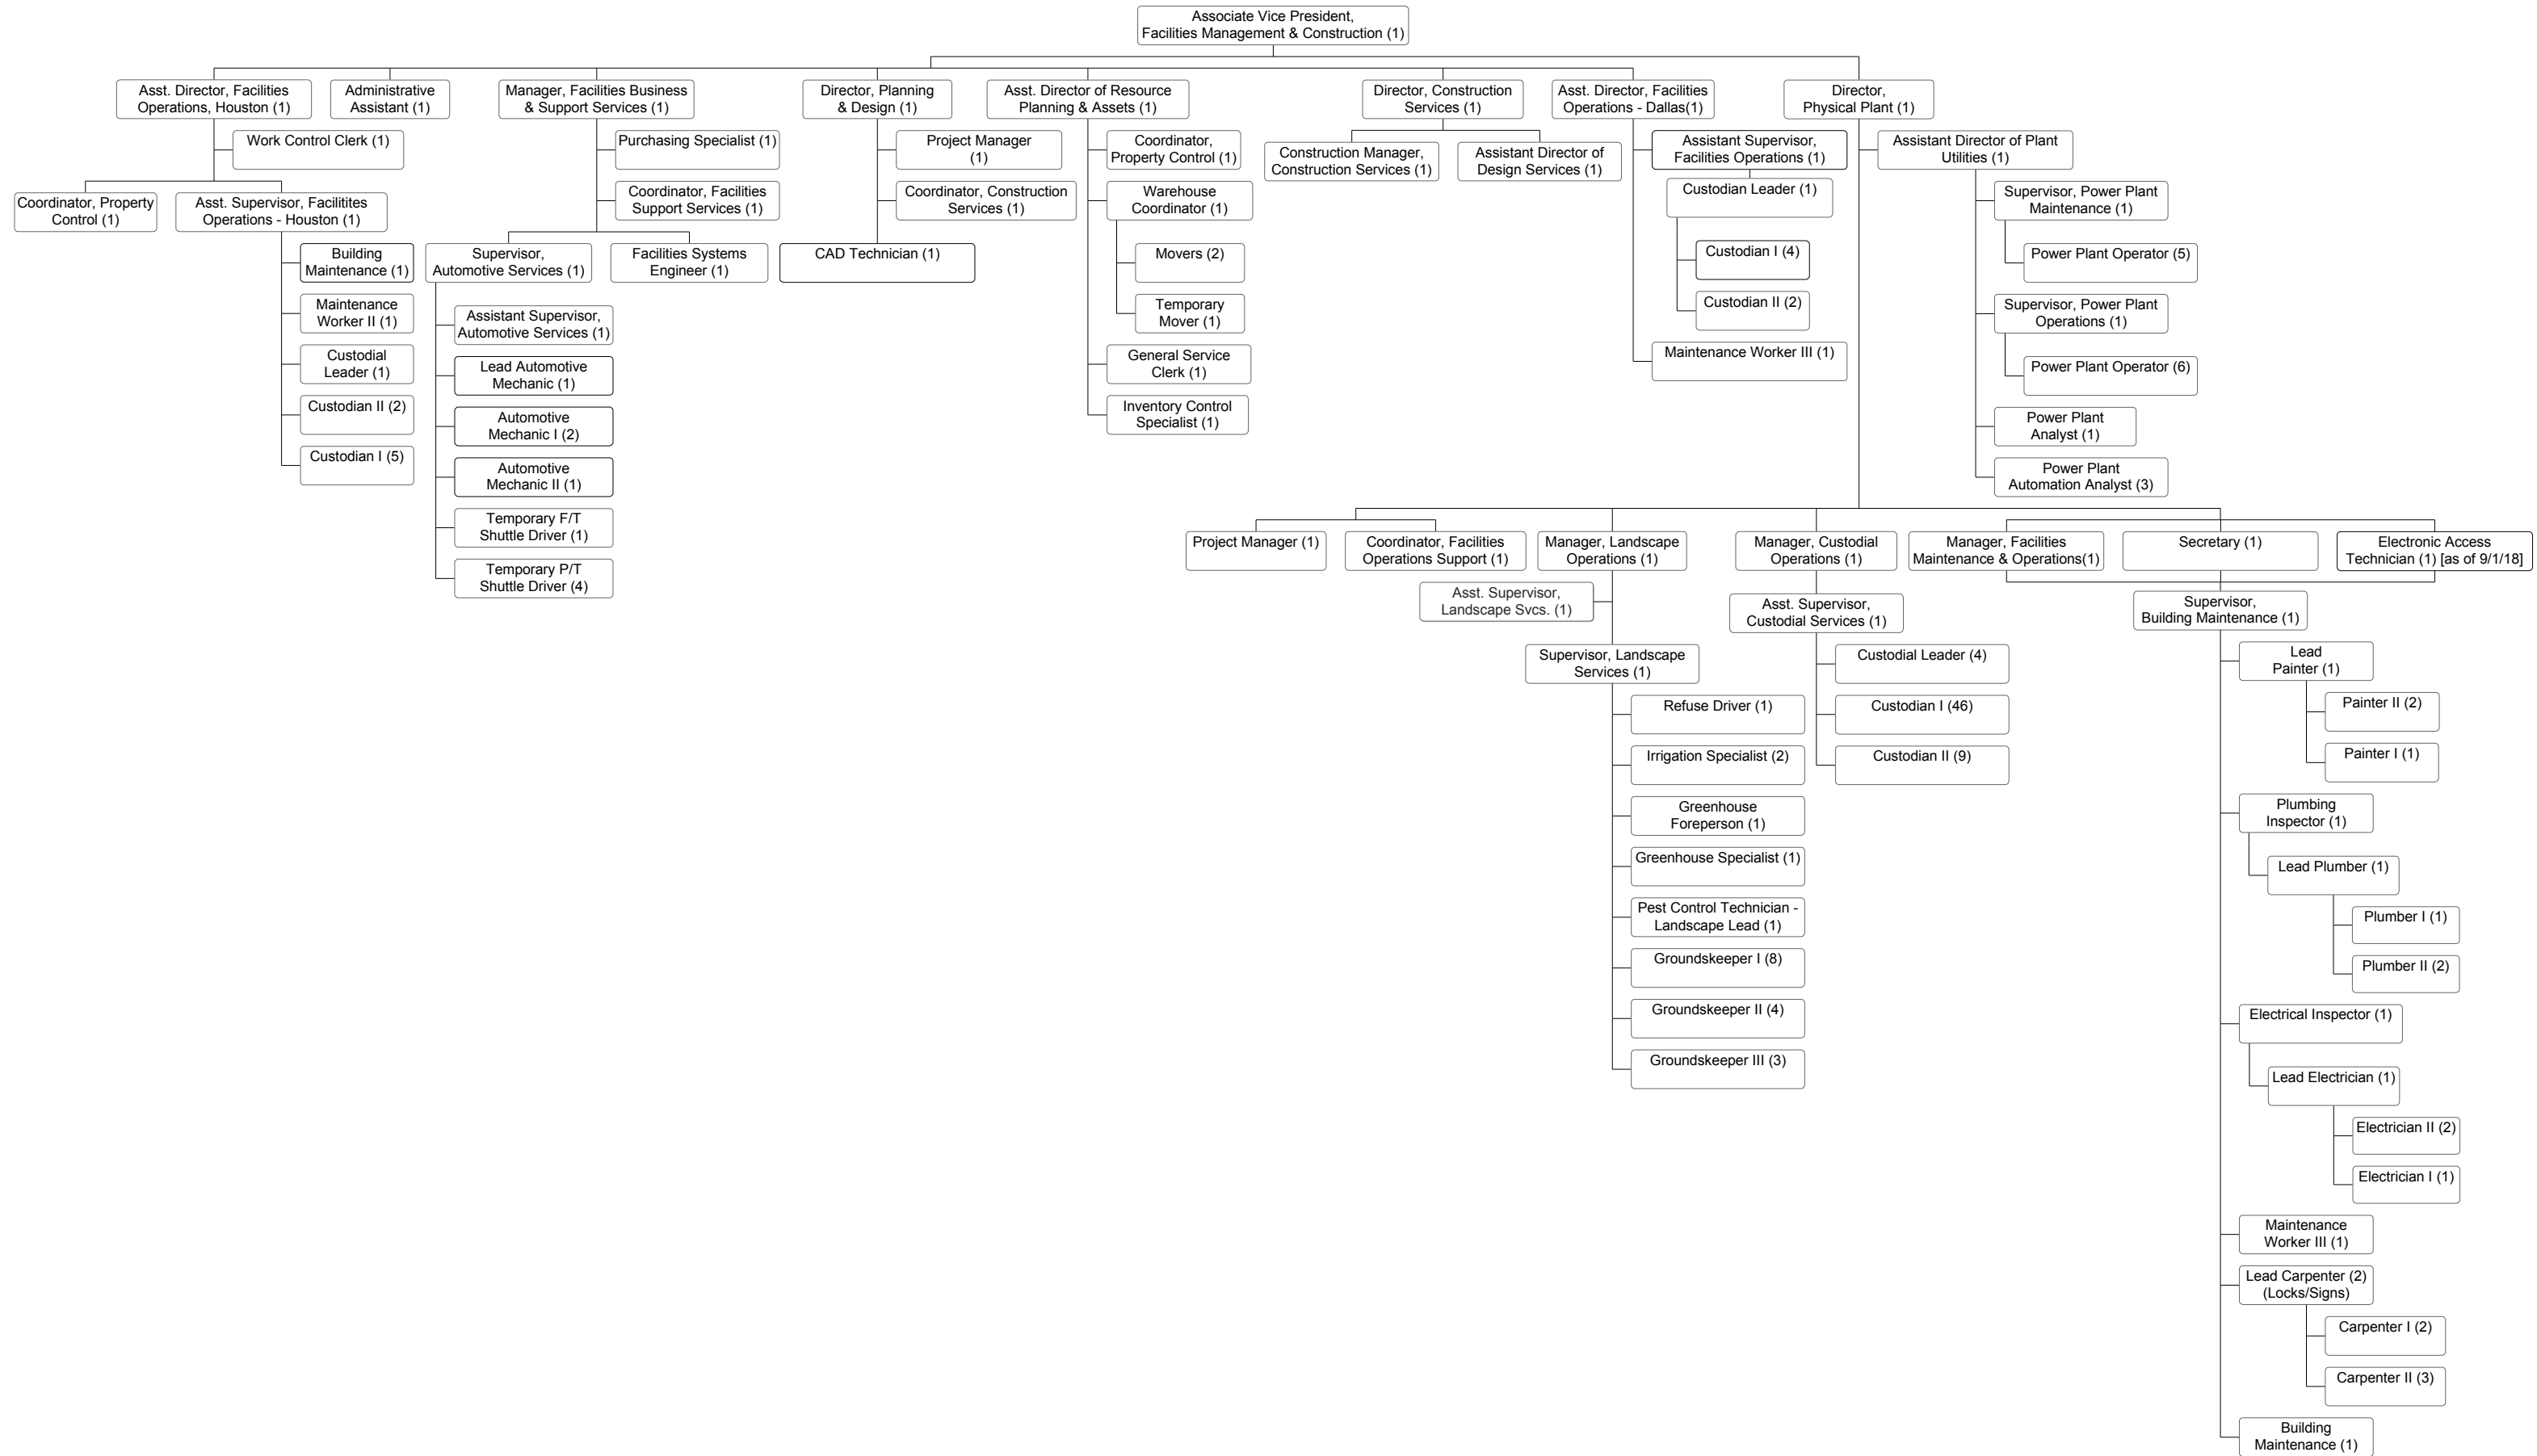 Associate Vice President,
Facilities Management & Construction (1)
Asst. Director, Facilities
Operations, Houston (1)
Administrative
Assistant (1)
Manager, Facilities Business
& Support Services (1)
Director, Planning
& Design (1)
Asst. Director of Resource
Planning & Assets (1)
Director, Construction
Services (1)
Asst. Director, Facilities
Operations - Dallas(1)
Director,
Physical Plant (1)
Work Control Clerk (1)
Coordinator, Property
Control (1)
Asst. Supervisor, Facilitites
Operations - Houston (1)
Building
Maintenance (1)
Maintenance
Worker II (1)
Custodial
Leader (1)
Custodian II (2)
Custodian I (5)
Purchasing Specialist (1)
Coordinator, Facilities
Support Services (1)
Supervisor,
Automotive Services (1)
Facilities Systems
Engineer (1)
Assistant Supervisor,
Automotive Services (1)
Lead Automotive
Mechanic (1)
Automotive
Mechanic I (2)
Automotive
Mechanic II (1)
Temporary F/T
Shuttle Driver (1)
Temporary P/T
Shuttle Driver (4)
Project Manager
(1)
Coordinator, Construction
Services (1)
CAD Technician (1)
Coordinator,
Property Control (1)
Warehouse
Coordinator (1)
Movers (2)
Temporary
Mover (1)
General Service
Clerk (1)
Inventory Control
Specialist (1)
Construction Manager,
Construction Services (1)
Assistant Director of
Design Services (1)
Assistant Supervisor,
Facilities Operations (1)
Custodian Leader (1)
Custodian I (4)
Custodian II (2)
Maintenance Worker III (1)
Assistant Director of Plant
Utilities (1)
Supervisor, Power Plant
Maintenance (1)
Power Plant Operator (5)
Supervisor, Power Plant
Operations (1)
Power Plant Operator (6)
Power Plant
Analyst (1)
Power Plant
Automation Analyst (3)
Project Manager (1)
Coordinator, Facilities
Operations Support (1)
Manager, Landscape
Operations (1)
Manager, Custodial
Operations (1)
Manager, Facilities
Maintenance & Operations(1)
Secretary (1)
Electronic Access
Technician (1) [as of 9/1/18]
Asst. Supervisor,
Landscape Svcs. (1)
Supervisor, Landscape
Services (1)
Refuse Driver (1)
Irrigation Specialist (2)
Greenhouse
Foreperson (1)
Greenhouse Specialist (1)
Pest Control Technician -
Landscape Lead (1)
Groundskeeper I (8)
Groundskeeper II (4)
Groundskeeper III (3)
Asst. Supervisor,
Custodial Services (1)
Custodial Leader (4)
Custodian I (46)
Custodian II (9)
Supervisor,
Building Maintenance (1)
Lead
Painter (1)
Painter II (2)
Painter I (1)
Plumbing
Inspector (1)
Lead Plumber (1)
Plumber I (1)
Plumber II (2)
Electrical Inspector (1)
Lead Electrician (1)
Electrician II (2)
Electrician I (1)
Maintenance
Worker III (1)
Lead Carpenter (2)
(Locks/Signs)
Carpenter I (2)
Carpenter II (3)
Building
Maintenance (1)